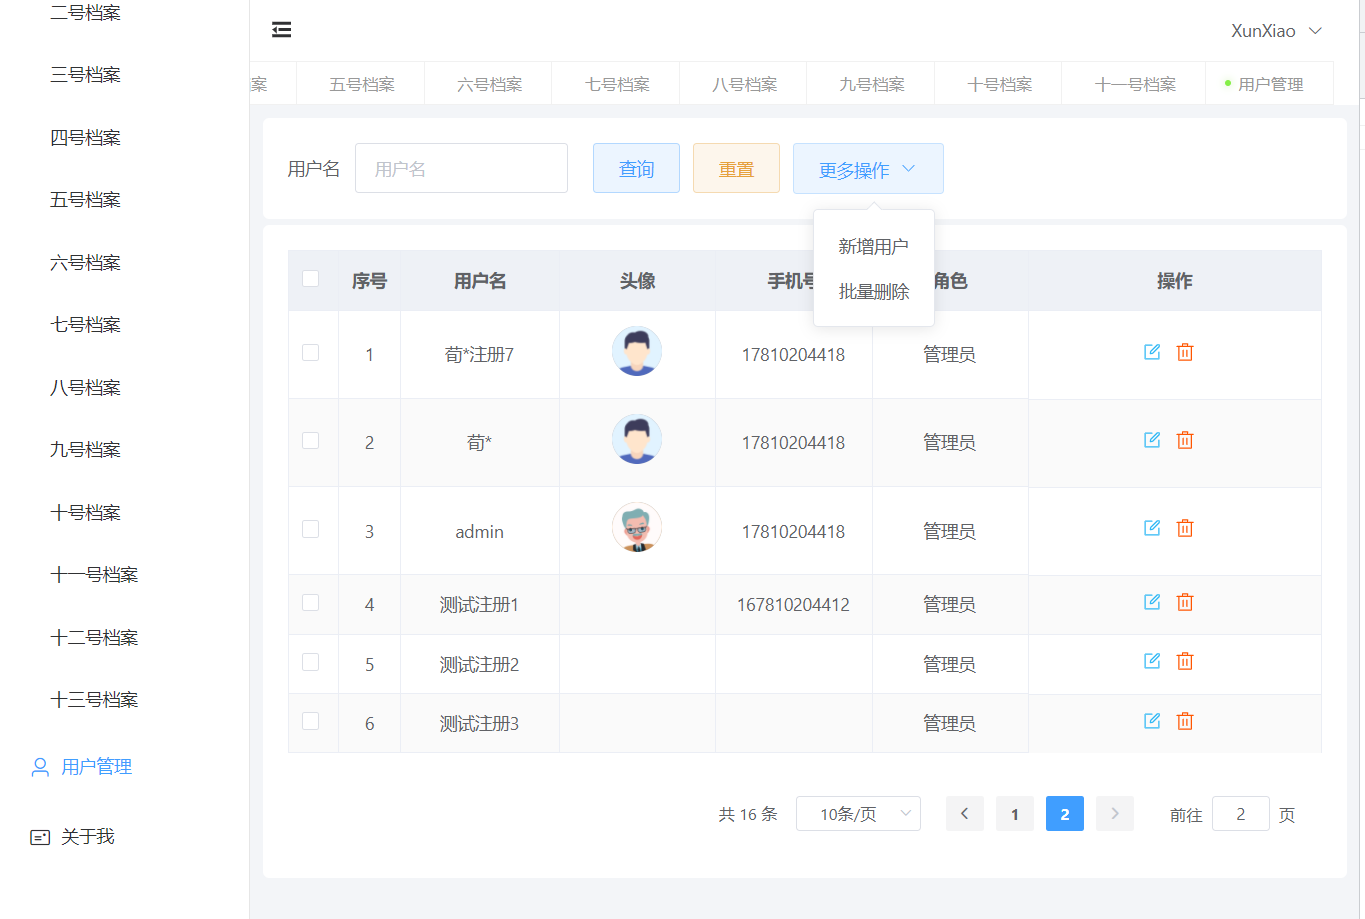 二号档案
三号档案
四号档案
五号档案
六号档案
七号档案
八号档案
九号档案
十号档案
十一号档案
十二号档案
十三号档案
用户管理
关于我
XunXiao
案 五号档案 六号档案 七号档案 八号档案 九号档案 十号档案 十一号档案 用户管理
用户名 用户名 查询 重置 更多操作
新增用户
批量删除
序号 用户名 头像 手机号 角色 操作
1 荀*注册7 17810204418 管理员
2 荀* 17810204418 管理员
3 admin 17810204418 管理员
4 测试注册1 167810204412 管理员
5 测试注册2 管理员
6 测试注册3 管理员
共 16 条 10条/页 1 2 前往 2 页